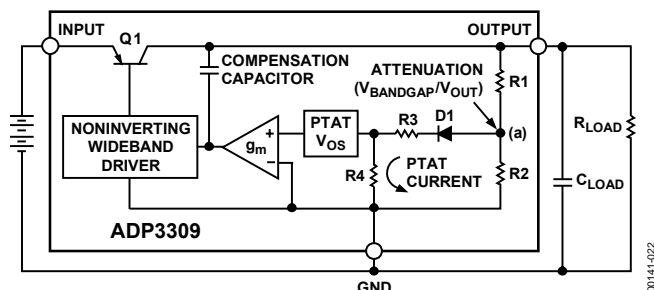 INPUT
Q1
OUTPUT
COMPENSATION
CAPACITOR
ATTENUATION
(VBANDGAP/VOUT)
R1
D1
R3
(a)
PTAT
VOS
NONINVERTING
WIDEBAND
DRIVER
gm
+
−
R4
PTAT
CURRENT
R2
RLOAD
CLOAD
ADP3309
GND
00141-022